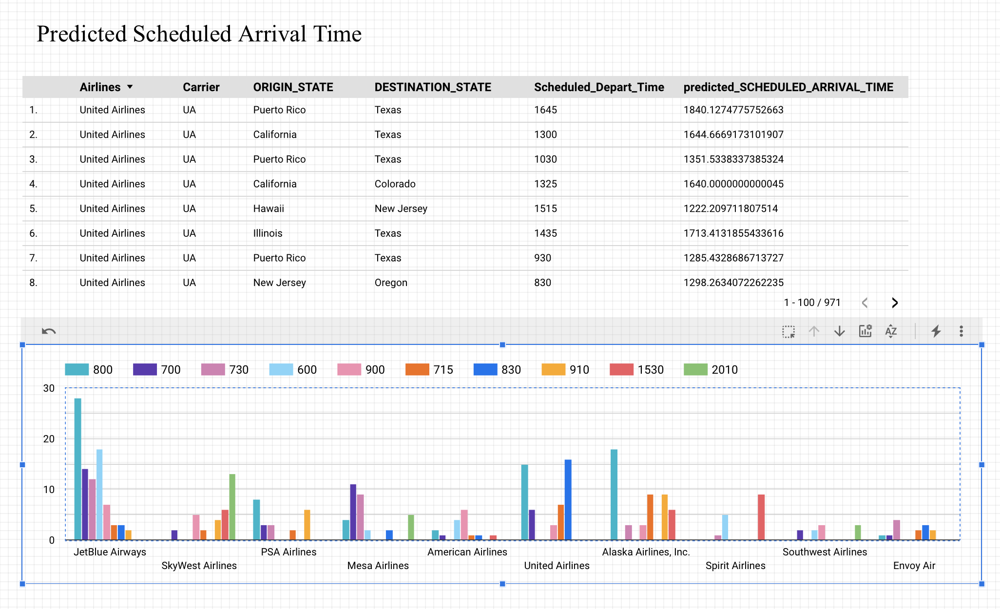 Predicted Scheduled Arrival Time
Airlines Carrier ORIGIN_STATE DESTINATION_STATE Scheduled_Depart_Time predicted_SCHEDULED_ARRIVAL_TIME
1. United Airlines UA Puerto Rico Texas 1645 1840.1274775752663
2. United Airlines UA California Texas 1300 1644.6669173101907
3. United Airlines UA Puerto Rico Texas 1030 1351.5338337385324
4. United Airlines UA California Colorado 1325 1640.0000000000045
5. United Airlines UA Hawaii New Jersey 1515 1222.209711807514
6. United Airlines UA Illinois Texas 1435 1713.4131855433616
7. United Airlines UA Puerto Rico Texas 930 1285.4328686713727
8. United Airlines UA New Jersey Oregon 830 1298.2634072262235
1 - 100 / 971
AZ
800 700 730 600 900 715 830 910 1530 2010
30
20
10
0
JetBlue Airways PSA Airlines American Airlines Alaska Airlines, Inc. Southwest Airlines
SkyWest Airlines Mesa Airlines United Airlines Spirit Airlines Envoy Air